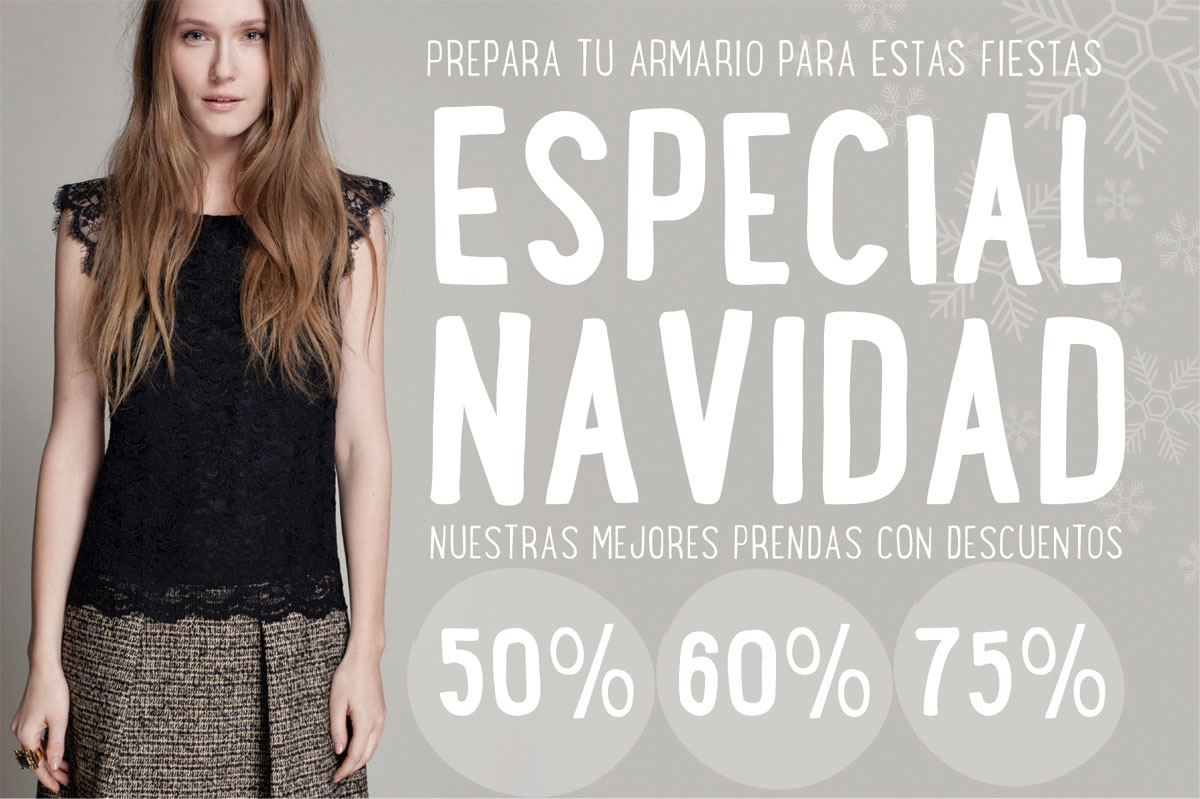 PREPARA TU ARMARIO PARA ESTAS FIESTAS
ESPECIAL
NAVIDAD
NUESTRAS MEJORES PRENDAS CON DESCUENTOS
50% 60% 75%